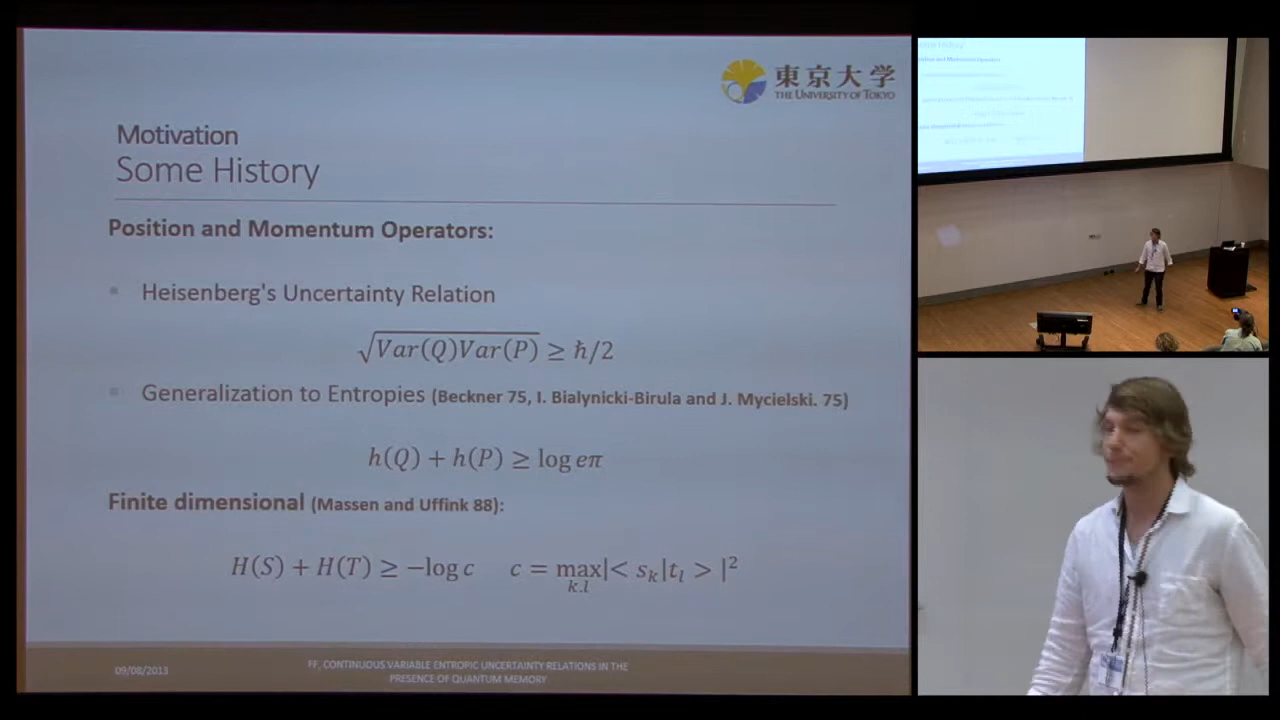 東京大学
THE UNIVERSITY OF TOKYO
Motivation
Some History
Position and Momentum Operators:
Heisenberg's Uncertainty Relation
√Var(Q)Var(P) ≥ ħ/2
Generalization to Entropies (Beckner 75, I. Bialynicki-Birula and J. Mycielski. 75)
h(Q) + h(P) ≥ log eπ
Finite dimensional (Massen and Uffink 88):
H(S) + H(T) ≥ −log c c = max|< s_k|t_l > |²
k.l
09/08/2013
FF, CONTINUOUS VARIABLE ENTROPIC UNCERTAINTY RELATIONS IN THE
PRESENCE OF QUANTUM MEMORY